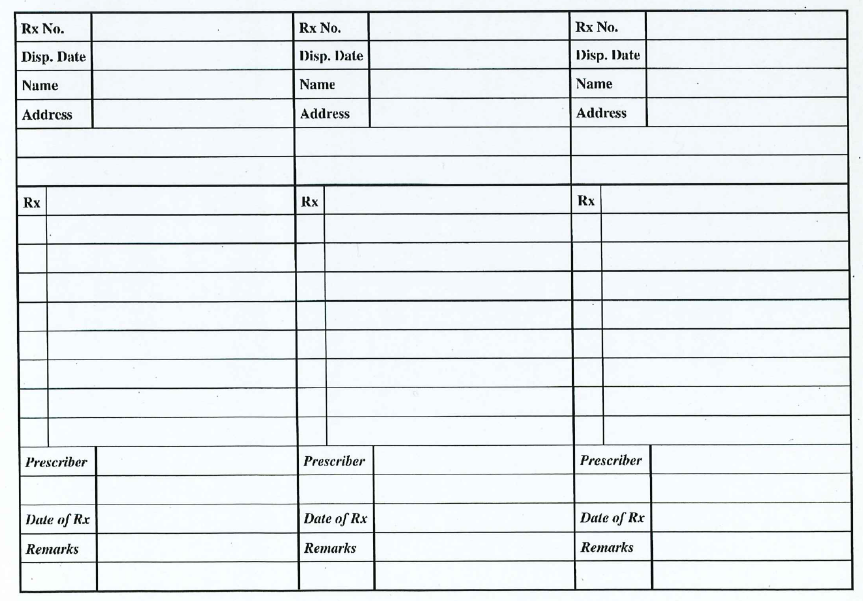 Rx No. Rx No. Rx No.
Disp. Date Disp. Date Disp. Date
Name Name Name
Address Address Address
Rx Rx Rx
Prescriber Prescriber Prescriber
Date of Rx Date of Rx Date of Rx
Remarks Remarks Remarks